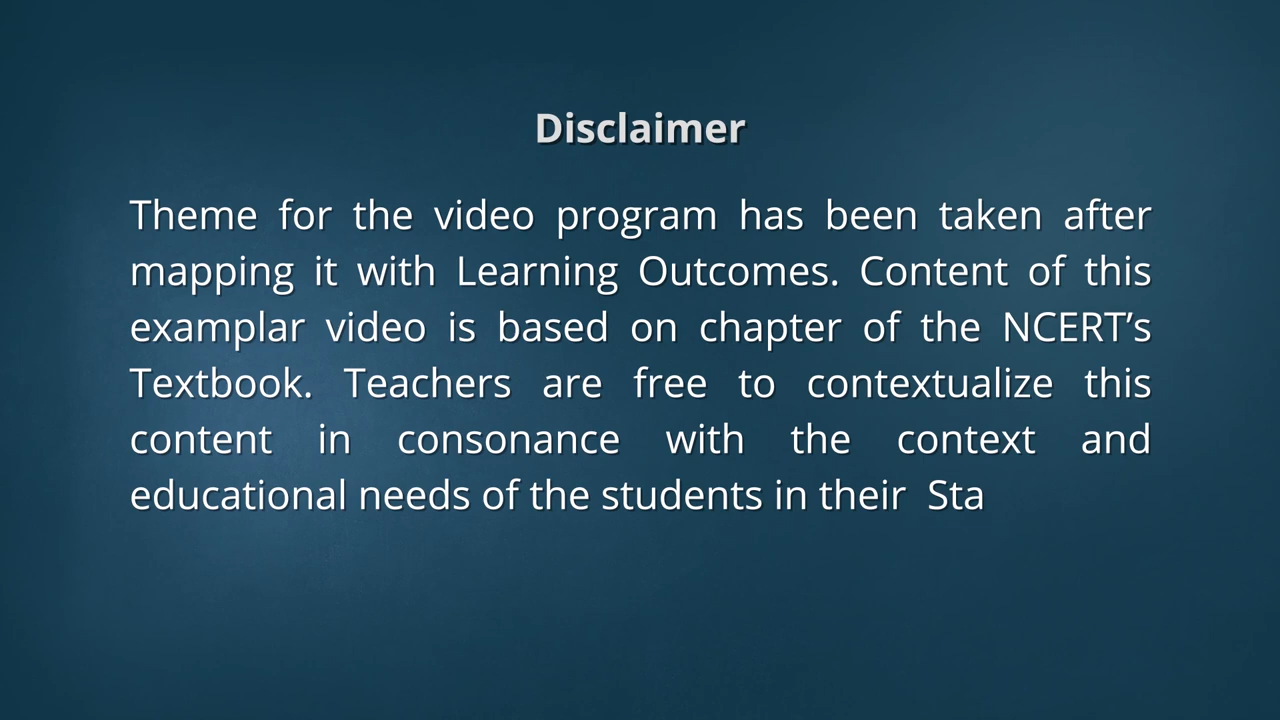 Disclaimer
Theme for the video program has been taken after
mapping it with Learning Outcomes. Content of this
examplar video is based on chapter of the NCERT’s
Textbook. Teachers are free to contextualize this
content in consonance with the context and
educational needs of the students in their  Sta